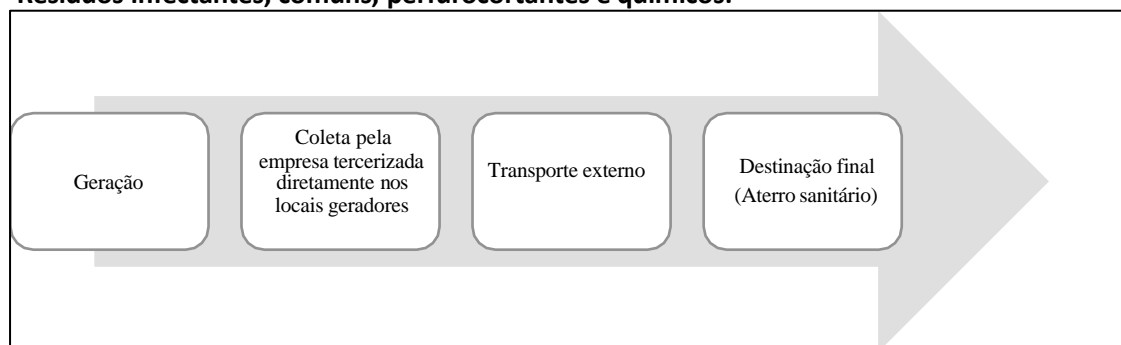 Resíduos infectantes, comuns, perfurocortantes e químicos.
Geração
Coleta pela
empresa tercerizada
diretamente nos
locais geradores
Transporte externo
Destinação final
(Aterro sanitário)